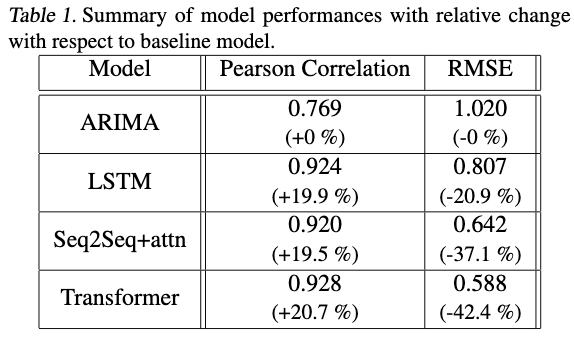 Table 1. Summary of model performances with relative change
with respect to baseline model.
Model Pearson Correlation RMSE
ARIMA 0.769 1.020
(+0 %) (-0 %)
LSTM 0.924 0.807
(+19.9 %) (-20.9 %)
Seq2Seq+attn 0.920 0.642
(+19.5 %) (-37.1 %)
Transformer 0.928 0.588
(+20.7 %) (-42.4 %)